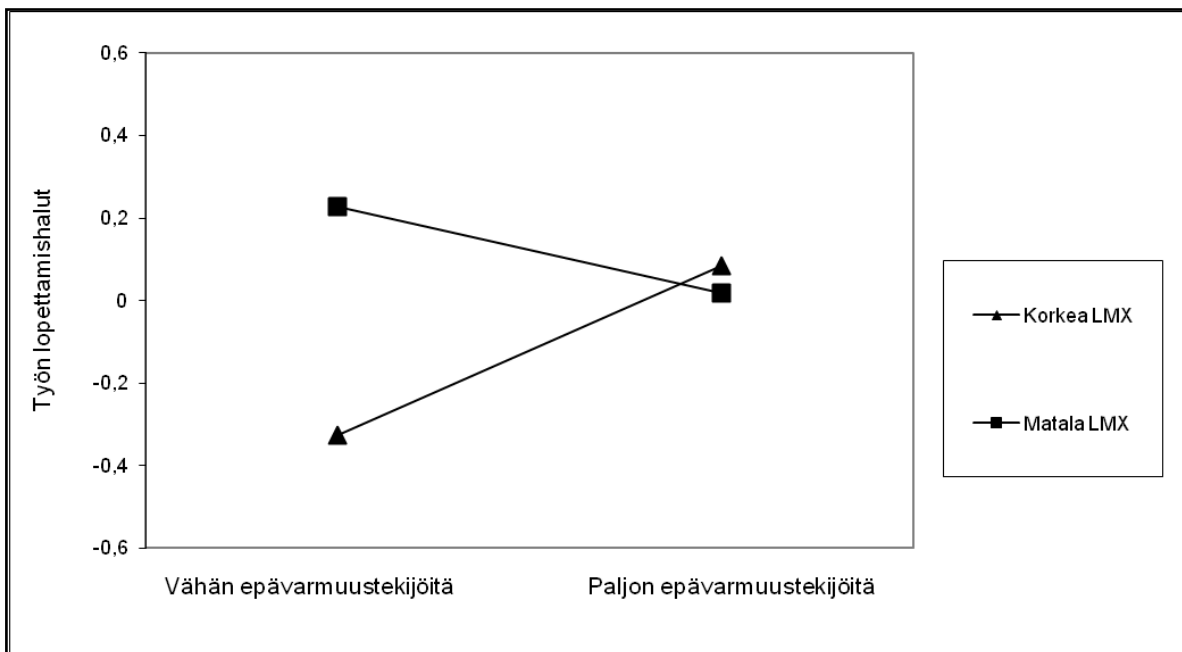 0,6
0,4
0,2
0
-0,2
-0,4
-0,6
Työn lopettamishalut
Vähän epävarmuustekijöitä
Paljon epävarmuustekijöitä
Korkea LMX
Matala LMX